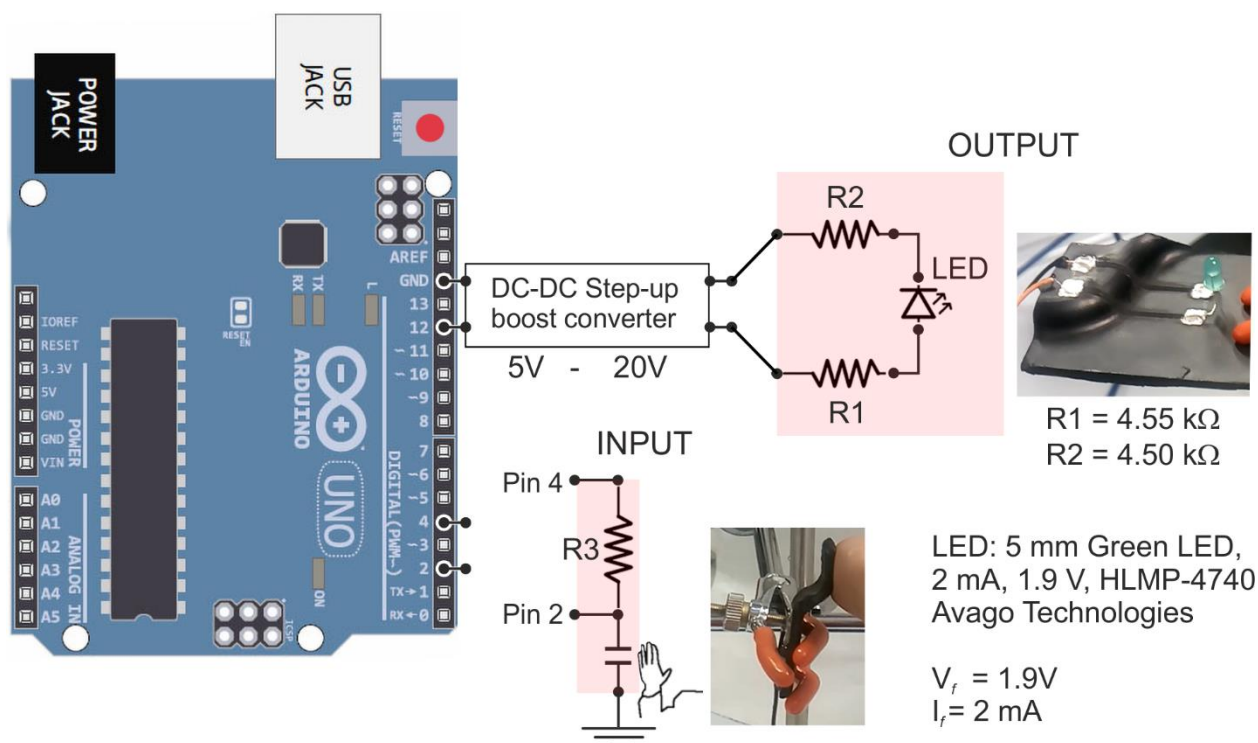 POWER
JACK
USB
JACK
RESET
AREF
GND
13
12
~ 11
~ 10
~9
8
7
~6
~5
4
~3
2
TX→1
RX←0
DIGITAL (PWM~)
L
TX
RX
RESET
EN
IOREF
RESET
3.3V
5V
GND
GND
VIN
POWER
A0
A1
A2
A3
A4
A5
ANALOG IN
ARDUINO
UNO
ON
ICSP
DC-DC Step-up
boost converter
5V - 20V
OUTPUT
R2
LED
R1
R1 = 4.55 kΩ
R2 = 4.50 kΩ
INPUT
Pin 4
R3
Pin 2
LED: 5 mm Green LED,
2 mA, 1.9 V, HLMP-4740
Avago Technologies
Vf = 1.9V
If = 2 mA